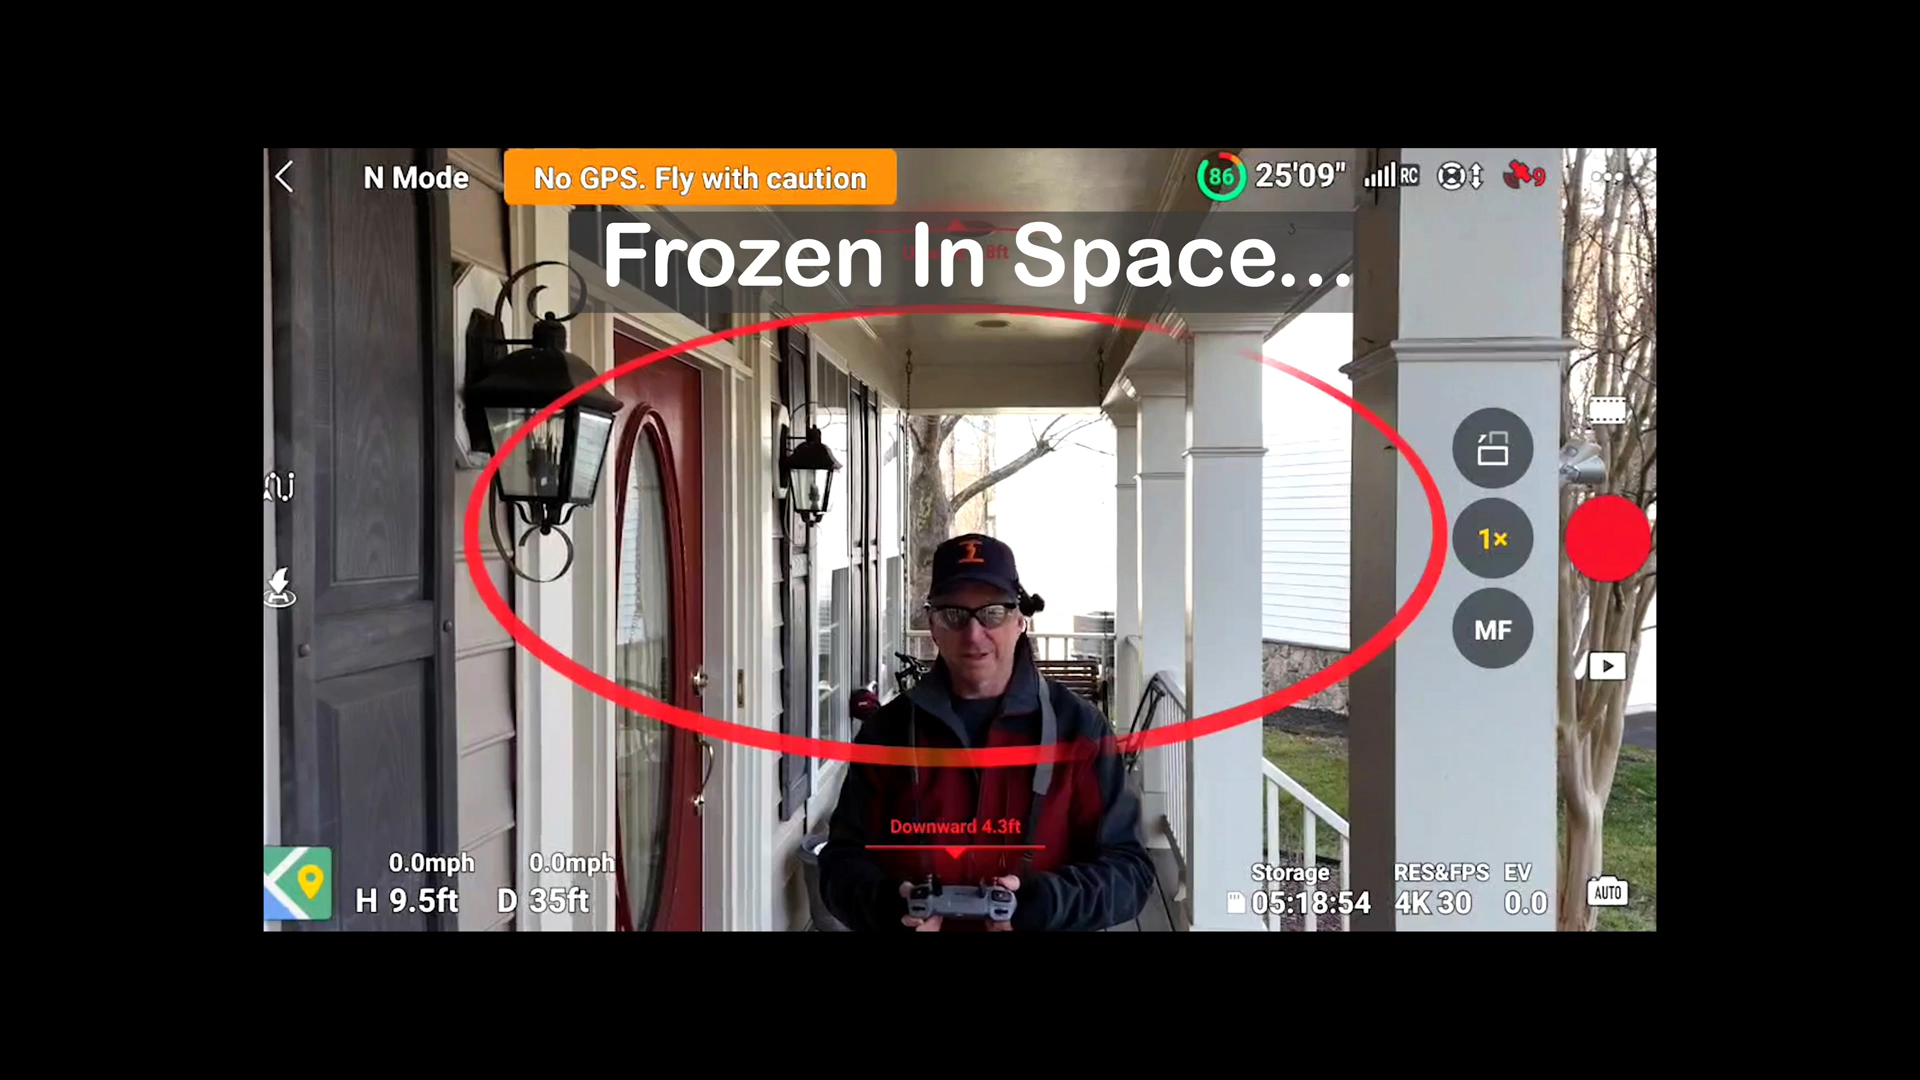 N Mode
No GPS. Fly with caution
86
25'09"
RC
9
Frozen In Space...
1×
MF
Downward 4.3ft
0.0mph
0.0mph
H 9.5ft
D 35ft
Storage
05:18:54
RES&FPS
4K 30
EV
0.0
AUTO